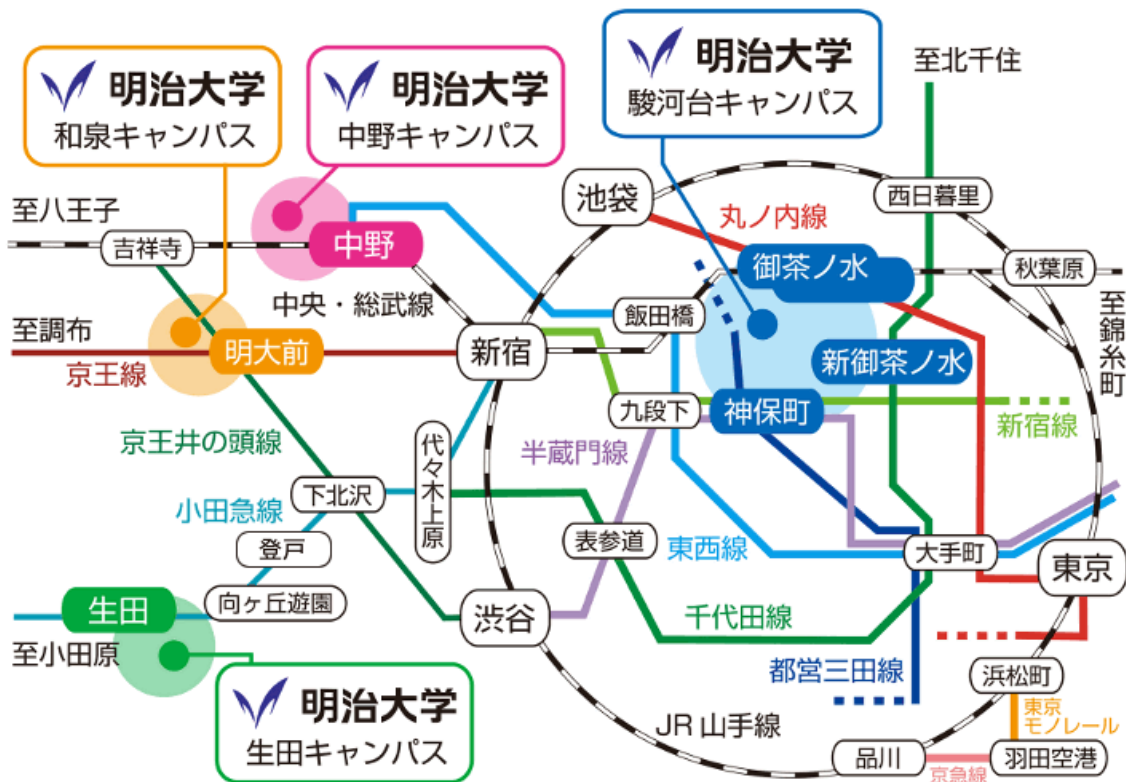 明治大学
和泉キャンパス
明治大学
中野キャンパス
明治大学
駿河台キャンパス
至北千住
至八王子
吉祥寺
中野
池袋
丸ノ内線
西日暮里
御茶ノ水
秋葉原
中央・総武線
飯田橋
至錦糸町
至調布
京王線
明大前
新宿
新御茶ノ水
九段下
神保町
新宿線
京王井の頭線
代々木上原
半蔵門線
小田急線
下北沢
登戸
表参道
東西線
大手町
東京
生田
向ヶ丘遊園
渋谷
千代田線
至小田原
都営三田線
浜松町
明治大学
生田キャンパス
JR 山手線
東京
モノレール
品川
京急線
羽田空港